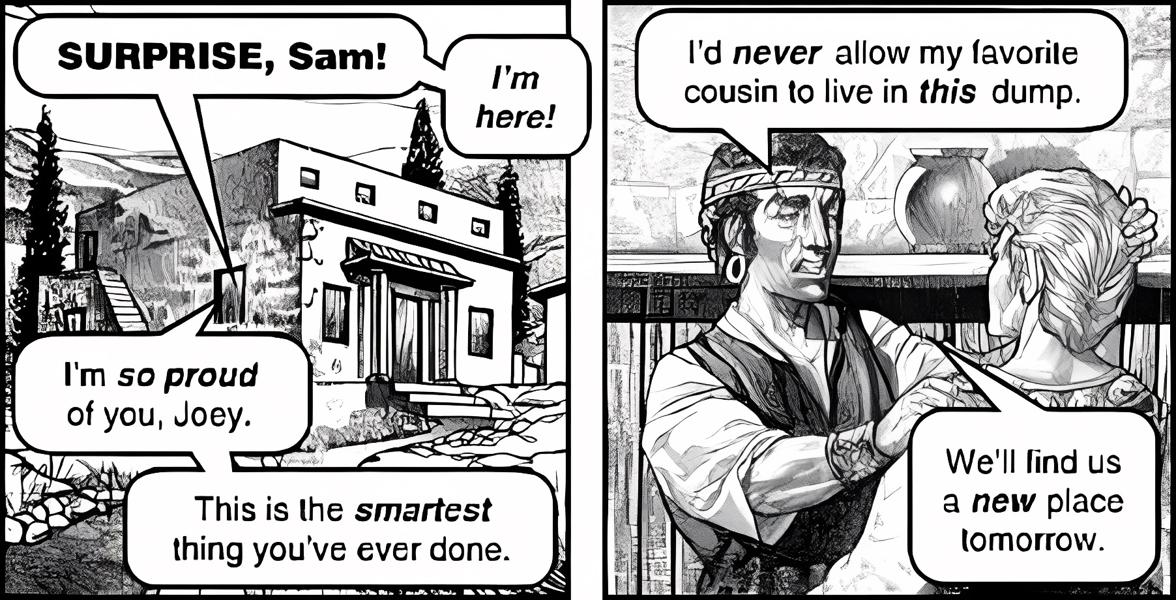 SURPRISE, Sam!
I'm
here!
I'm so proud
of you, Joey.
This is the smartest
thing you've ever done.
I'd never allow my favorite
cousin to live in this dump.
We'll find us
a new place
tomorrow.